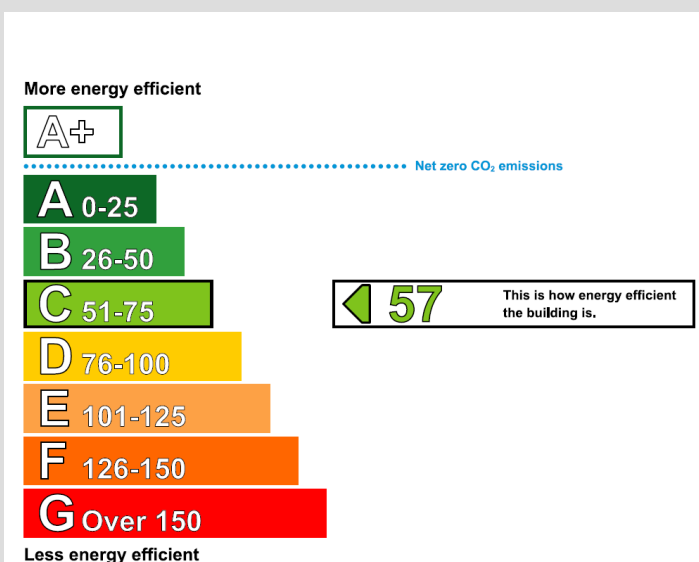 More energy efficient
A+
Net zero CO₂ emissions
A 0-25
B 26-50
C 51-75
57
This is how energy efficient
the building is.
D 76-100
E 101-125
F 126-150
G Over 150
Less energy efficient